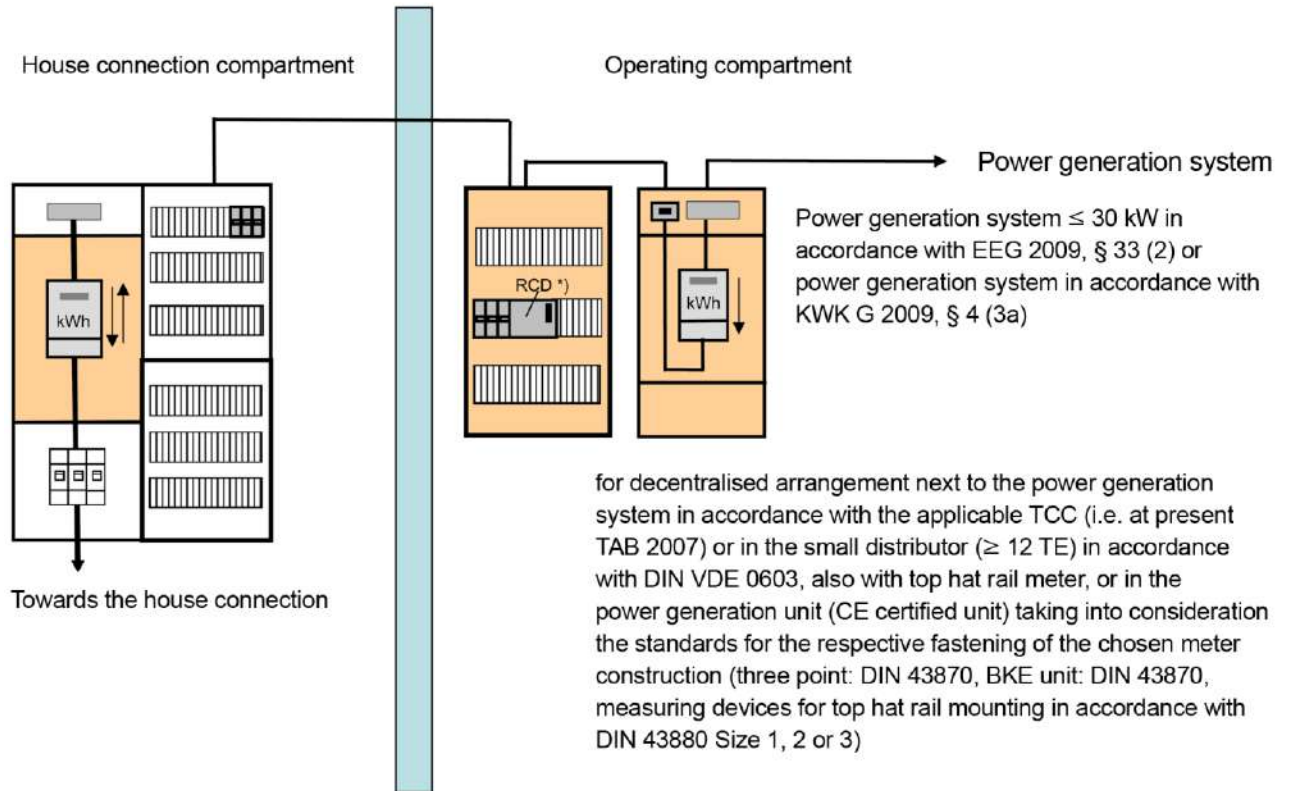 House connection compartment
Operating compartment
Power generation system
Power generation system ≤ 30 kW in
accordance with EEG 2009, § 33 (2) or
power generation system in accordance with
KWK G 2009, § 4 (3a)
RCD *)
kWh
kWh
for decentralised arrangement next to the power generation
system in accordance with the applicable TCC (i.e. at present
TAB 2007) or in the small distributor (≥ 12 TE) in accordance
with DIN VDE 0603, also with top hat rail meter, or in the
power generation unit (CE certified unit) taking into consideration
the standards for the respective fastening of the chosen meter
construction (three point: DIN 43870, BKE unit: DIN 43870,
measuring devices for top hat rail mounting in accordance with
DIN 43880 Size 1, 2 or 3)
Towards the house connection